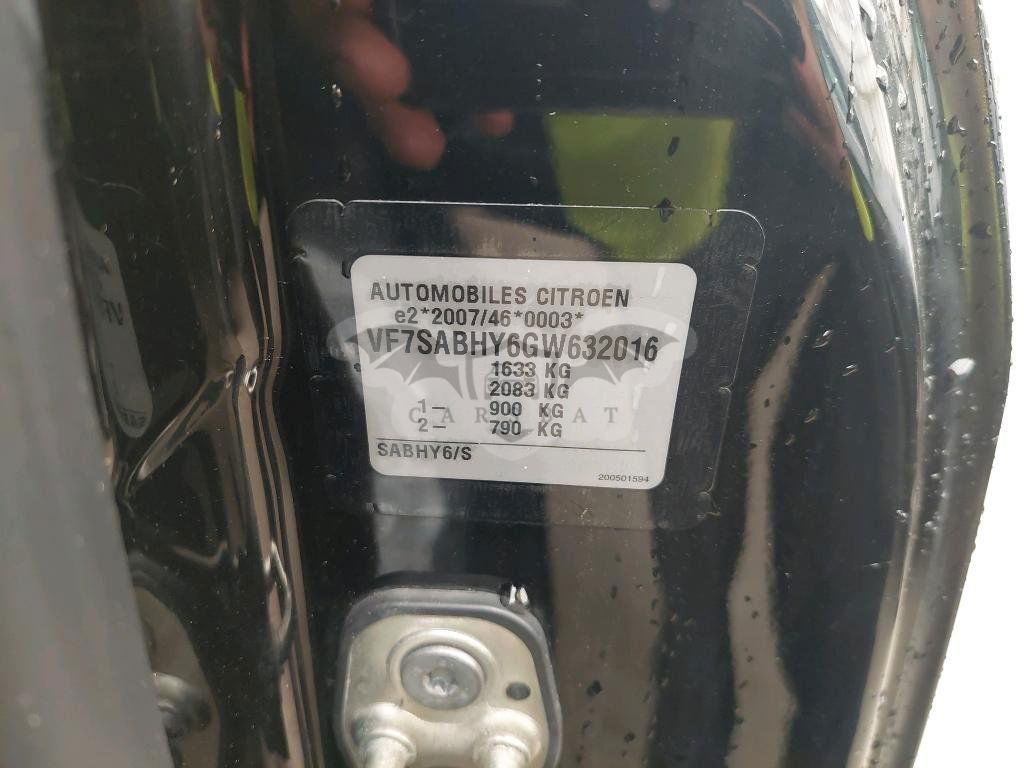 AUTOMOBILES CITROEN
e2*2007/46*0003*
VF7SABHY6GW632016
1633 KG
2083 KG
1- 900 KG
2- 790 KG
SABHY6/S
200501594